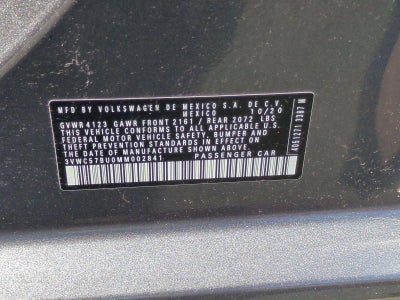 MFD BY VOLKSWAGEN DE MEXICO S.A. DE C.V.
MEXICO 10/20
GVWR 4123 GAWR FRONT 2161 / REAR 2072 LBS
THIS VEHICLE CONFORMS TO ALL APPLICABLE U.S.
FEDERAL MOTOR VEHICLE SAFETY, BUMPER AND
THEFT PREVENTION STANDARDS IN EFFECT ON
THE DATE OF MANUFACTURE SHOWN ABOVE.
3VWC57BU0MM002841 PASSENGER CAR